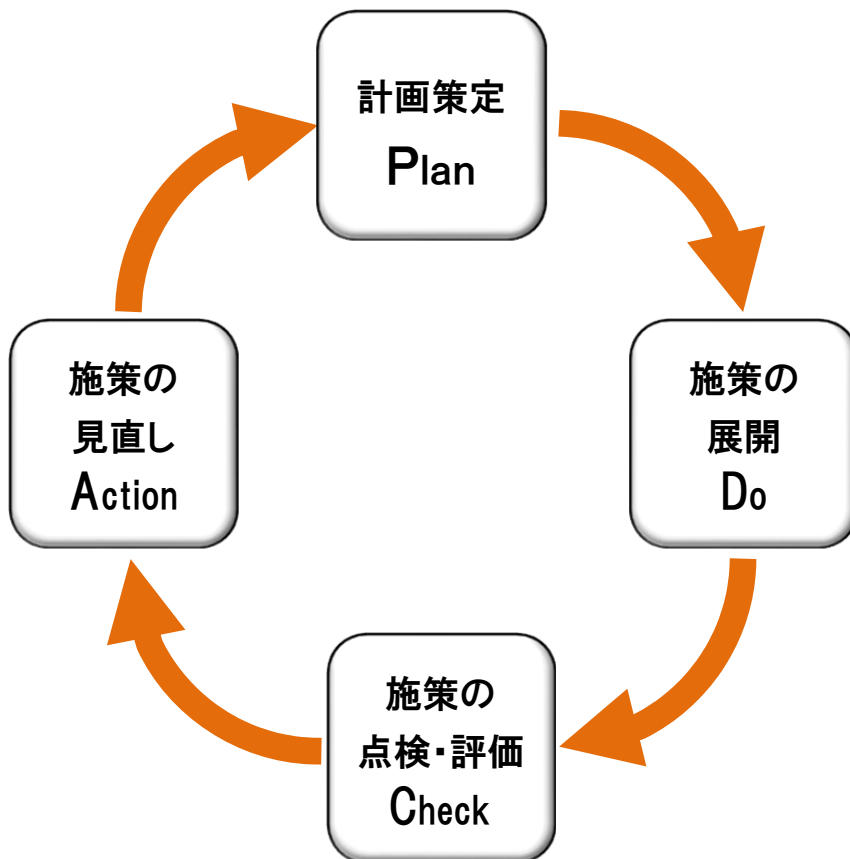 計画策定
Plan
施策の
展開
Do
施策の
点検・評価
Check
施策の
見直し
Action